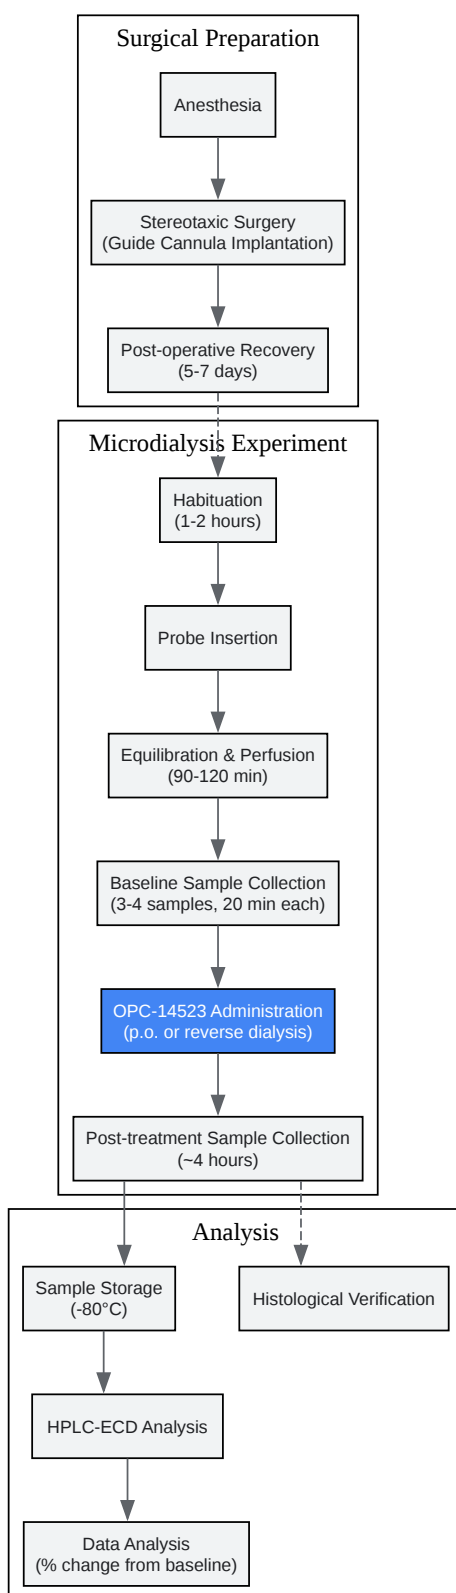 Surgical Preparation
Anesthesia
Stereotaxic Surgery
(Guide Cannula Implantation)
Post-operative Recovery
(5-7 days)
Microdialysis Experiment
Habituation
(1-2 hours)
Probe Insertion
Equilibration & Perfusion
(90-120 min)
Baseline Sample Collection
(3-4 samples, 20 min each)
OPC-14523 Administration
(p.o. or reverse dialysis)
Post-treatment Sample Collection
(~4 hours)
Analysis
Sample Storage
(-80°C)
Histological Verification
HPLC-ECD Analysis
Data Analysis
(% change from baseline)